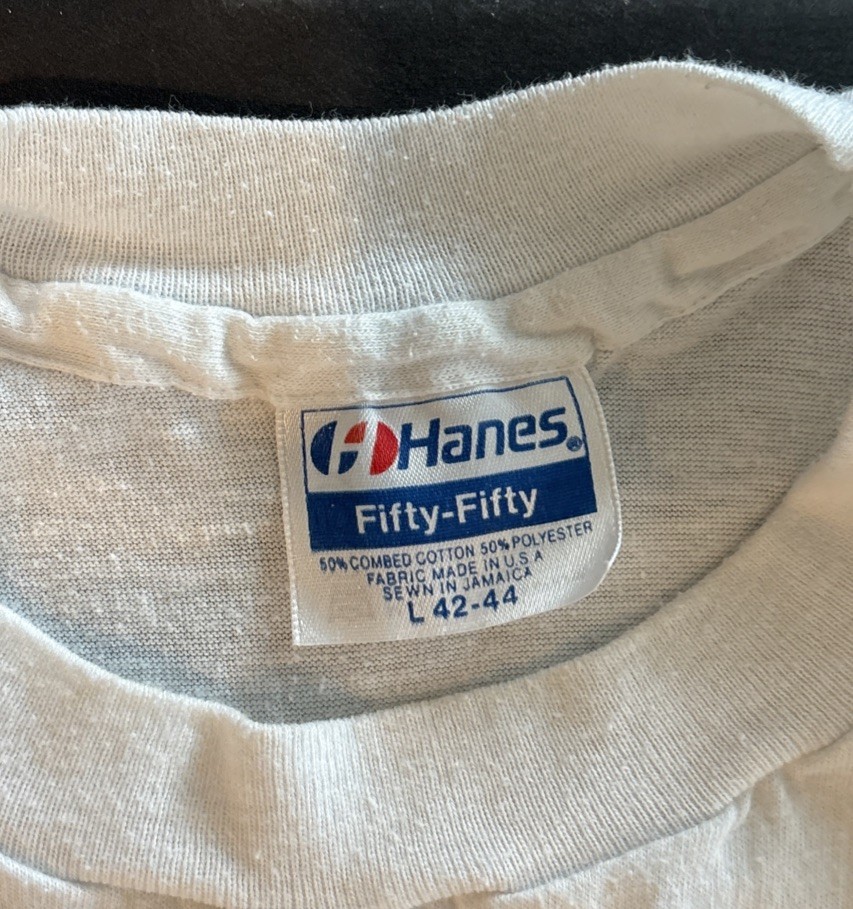 Hanes®
Fifty-Fifty
50% COMBED COTTON 50% POLYESTER
FABRIC MADE IN U.S.A
SEWN IN JAMAICA
L 42-44